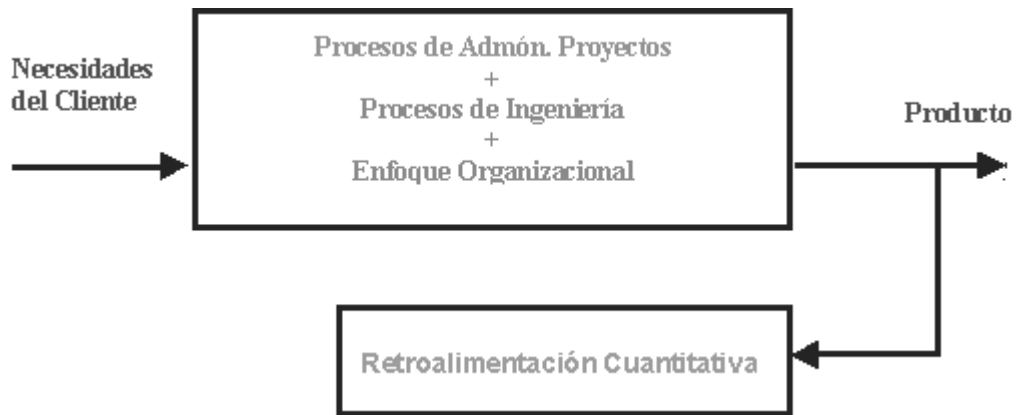 Necesidades
del Cliente
Procesos de Admón. Proyectos
+
Procesos de Ingeniería
+
Enfoque Organizacional
Producto
Retroalimentación Cuantitativa